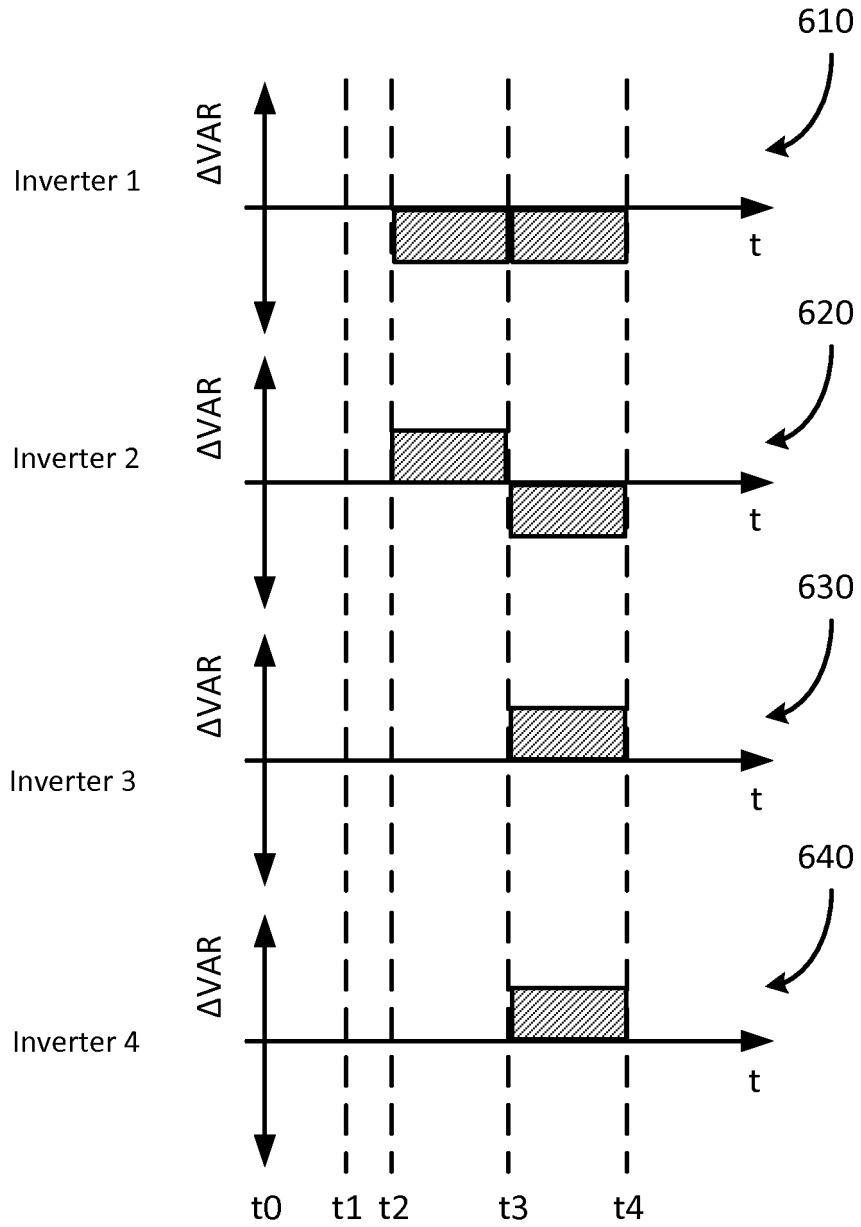 610
ΔVAR
Inverter 1
t
620
ΔVAR
Inverter 2
t
630
ΔVAR
Inverter 3
t
640
ΔVAR
Inverter 4
t
t0 t1 t2 t3 t4